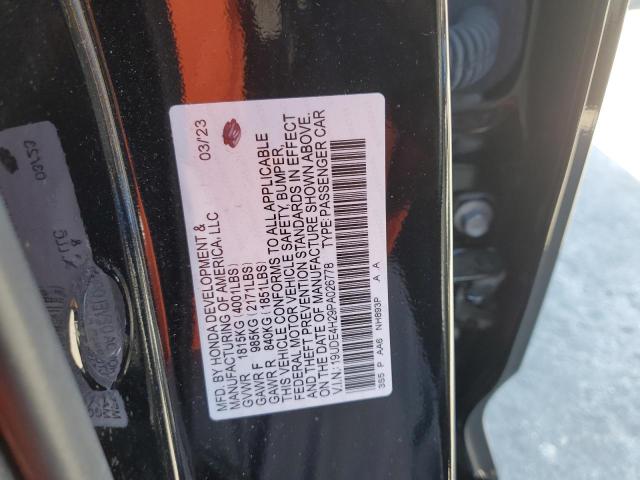 MFD. BY HONDA DEVELOPMENT &
MANUFACTURING OF AMERICA, LLC
03/'23
GVWR 1815KG(4001LBS)
GAWR F 985KG(2171LBS)
GAWR R 840KG(1851LBS)
THIS VEHICLE CONFORMS TO ALL APPLICABLE
FEDERAL MOTOR VEHICLE SAFETY, BUMPER,
AND THEFT PREVENTION STANDARDS IN EFFECT
ON THE DATE OF MANUFACTURE SHOWN ABOVE.
V.I.N.: 19UDE4H29PA026778 TYPE:PASSENGER CAR
3S5 P AA6 NH893P A A